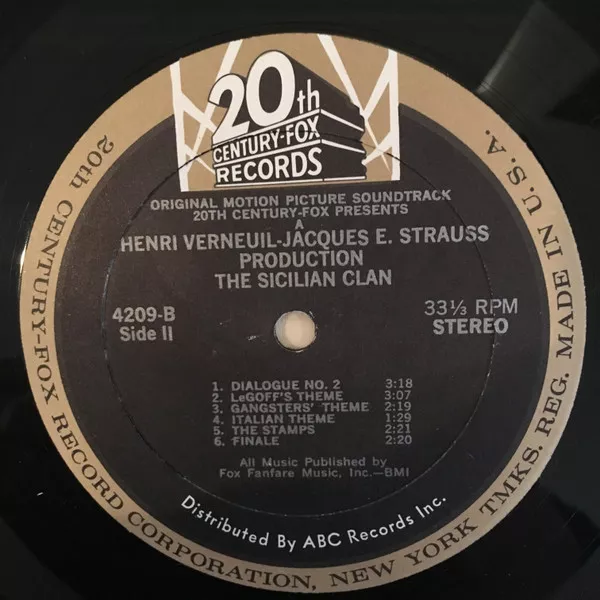 20th
CENTURY-FOX
RECORDS
ORIGINAL MOTION PICTURE SOUNDTRACK
20TH CENTURY-FOX PRESENTS
A
HENRI VERNEUIL-JACQUES E. STRAUSS
PRODUCTION
THE SICILIAN CLAN
4209-B
Side II
33⅓ RPM
STEREO
1. DIALOGUE NO. 2 3:18
2. LeGOFF'S THEME 3:07
3. GANGSTERS' THEME 2:19
4. ITALIAN THEME 1:29
5. THE STAMPS 2:21
6. FINALE 2:20
All Music Published by
Fox Fanfare Music, Inc.—BMI
Distributed By ABC Records Inc.
20th CENTURY-FOX RECORD CORPORATION, NEW YORK TMKS. REG. MADE IN U.S.A.